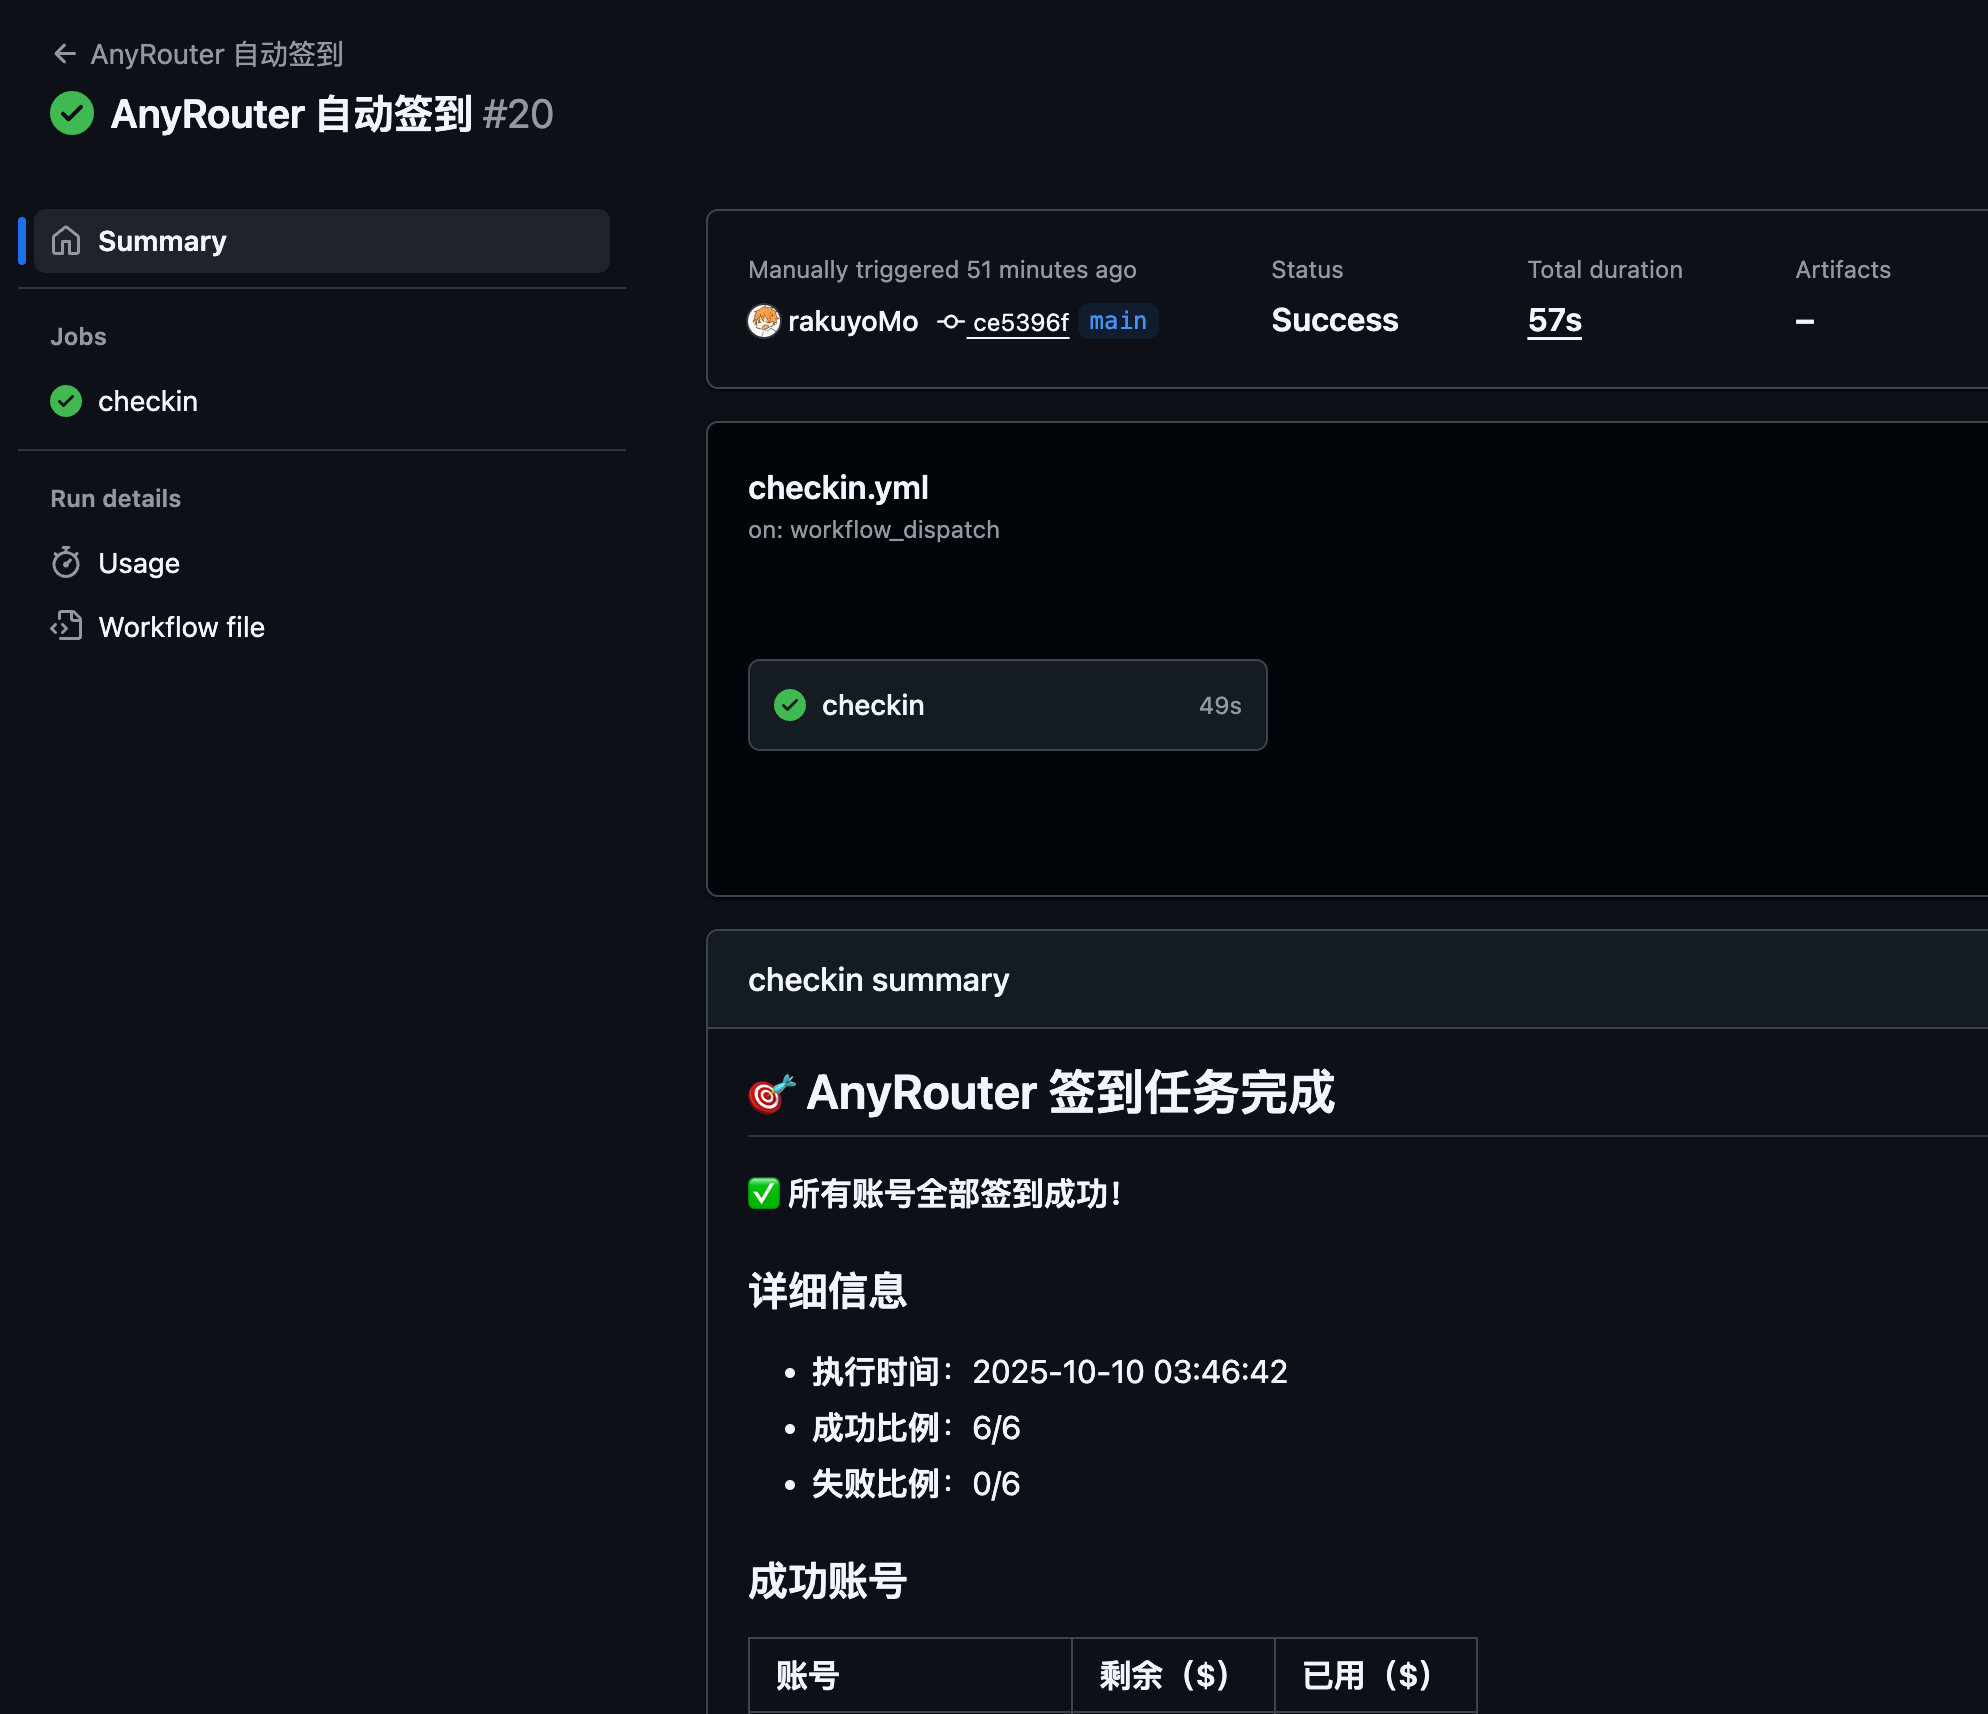 AnyRouter 自动签到
AnyRouter 自动签到 #20
Summary
Jobs
checkin
Run details
Usage
Workflow file
Manually triggered 51 minutes ago
rakuyoMo ce5396f main
Status
Success
Total duration
57s
Artifacts
–
checkin.yml
on: workflow_dispatch
checkin 49s
checkin summary
🎯 AnyRouter 签到任务完成
✅ 所有账号全部签到成功！
详细信息
• 执行时间： 2025-10-10 03:46:42
• 成功比例： 6/6
• 失败比例： 0/6
成功账号
账号 剩余（$） 已用（$）